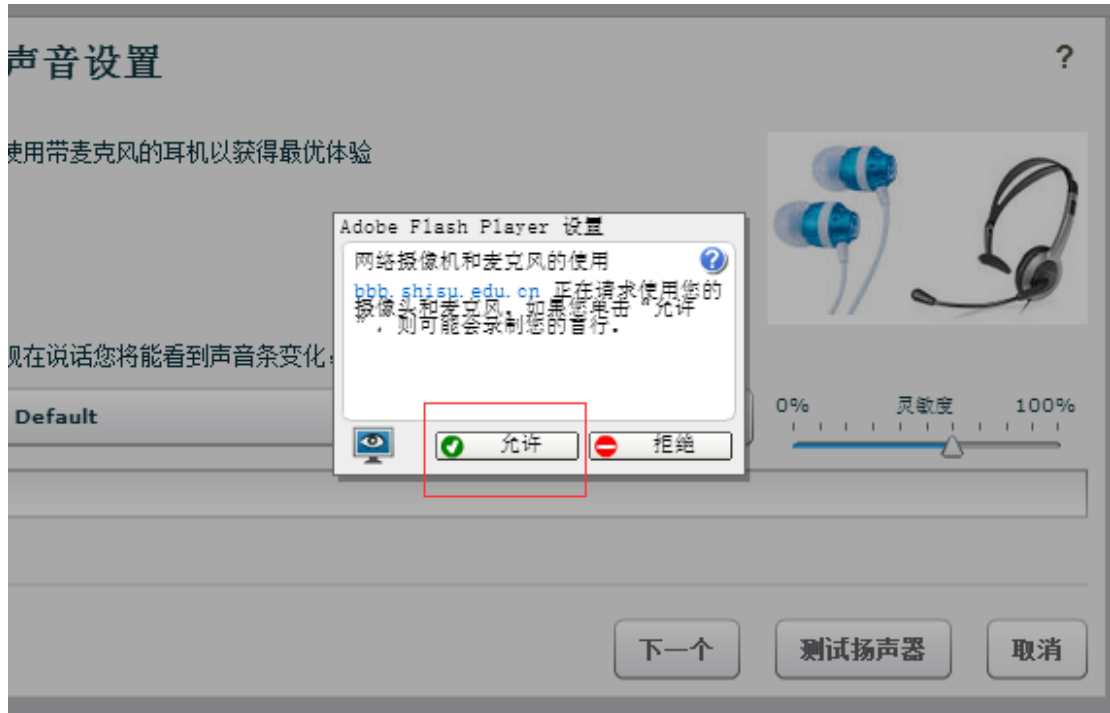 声音设置
?
使用带麦克风的耳机以获得最优体验
Adobe Flash Player 设置
网络摄像机和麦克风的使用
?
bbb.shisu.edu.cn 正在请求使用您的
摄像头和麦克风。如果您单击 “允许
”，则可能会录制您的音行.
现在说话您将能看到声音条变化，
Default
0% 灵敏度 100%
允许
拒绝
下一个
测试扬声器
取消